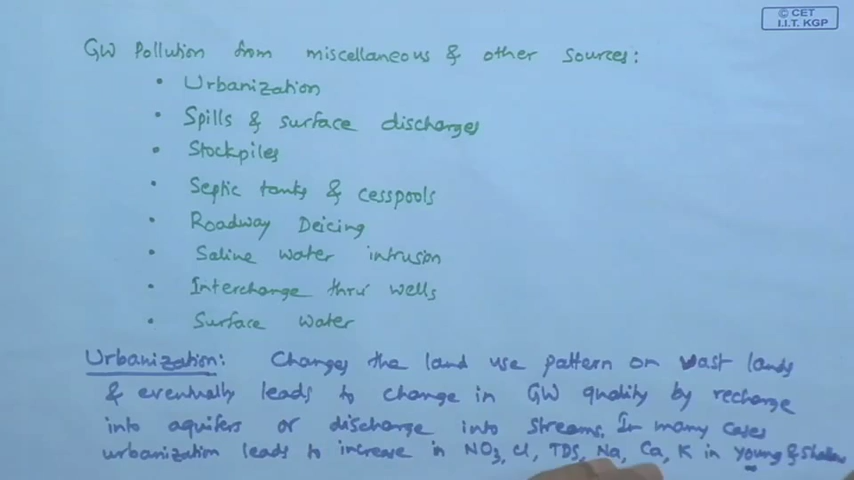 © CET
I.I.T. KGP
GW Pollution from miscellaneous & other sources:
• Urbanization
• Spills & surface discharges
• Stockpiles
• Septic tanks & cesspools
• Roadway Deicing
• Saline water intrusion
• Interchange thru wells
• Surface water
Urbanization: Changes the land use pattern on vast lands
& eventually leads to change in GW quality by recharge
into aquifers or discharge into streams. In many cases
urbanization leads to increase in NO3, Cl, TDS, Na, Ca, K in young & shallow